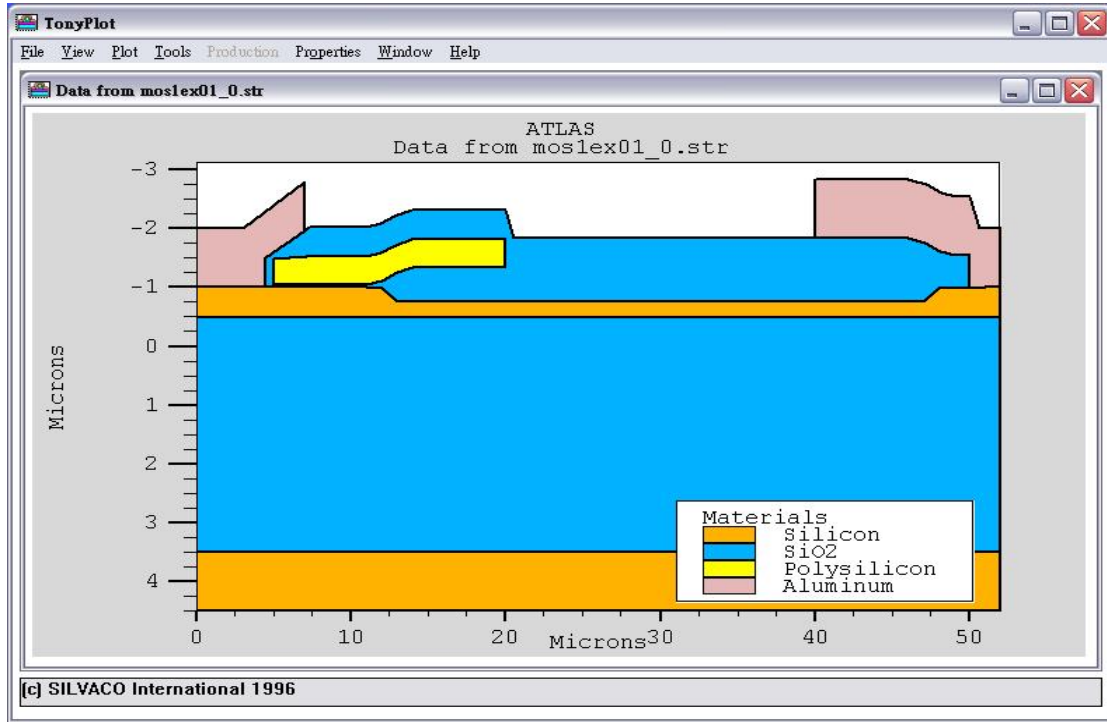 TonyPlot
File View Plot Tools Production Properties Window Help
Data from mos1ex01_0.str
ATLAS
Data from mos1ex01_0.str
-3
-2
-1
0
1
2
3
4
Microns
Materials
Silicon
SiO2
Polysilicon
Aluminum
0 10 20 30 40 50
Microns
(c) SILVACO International 1996